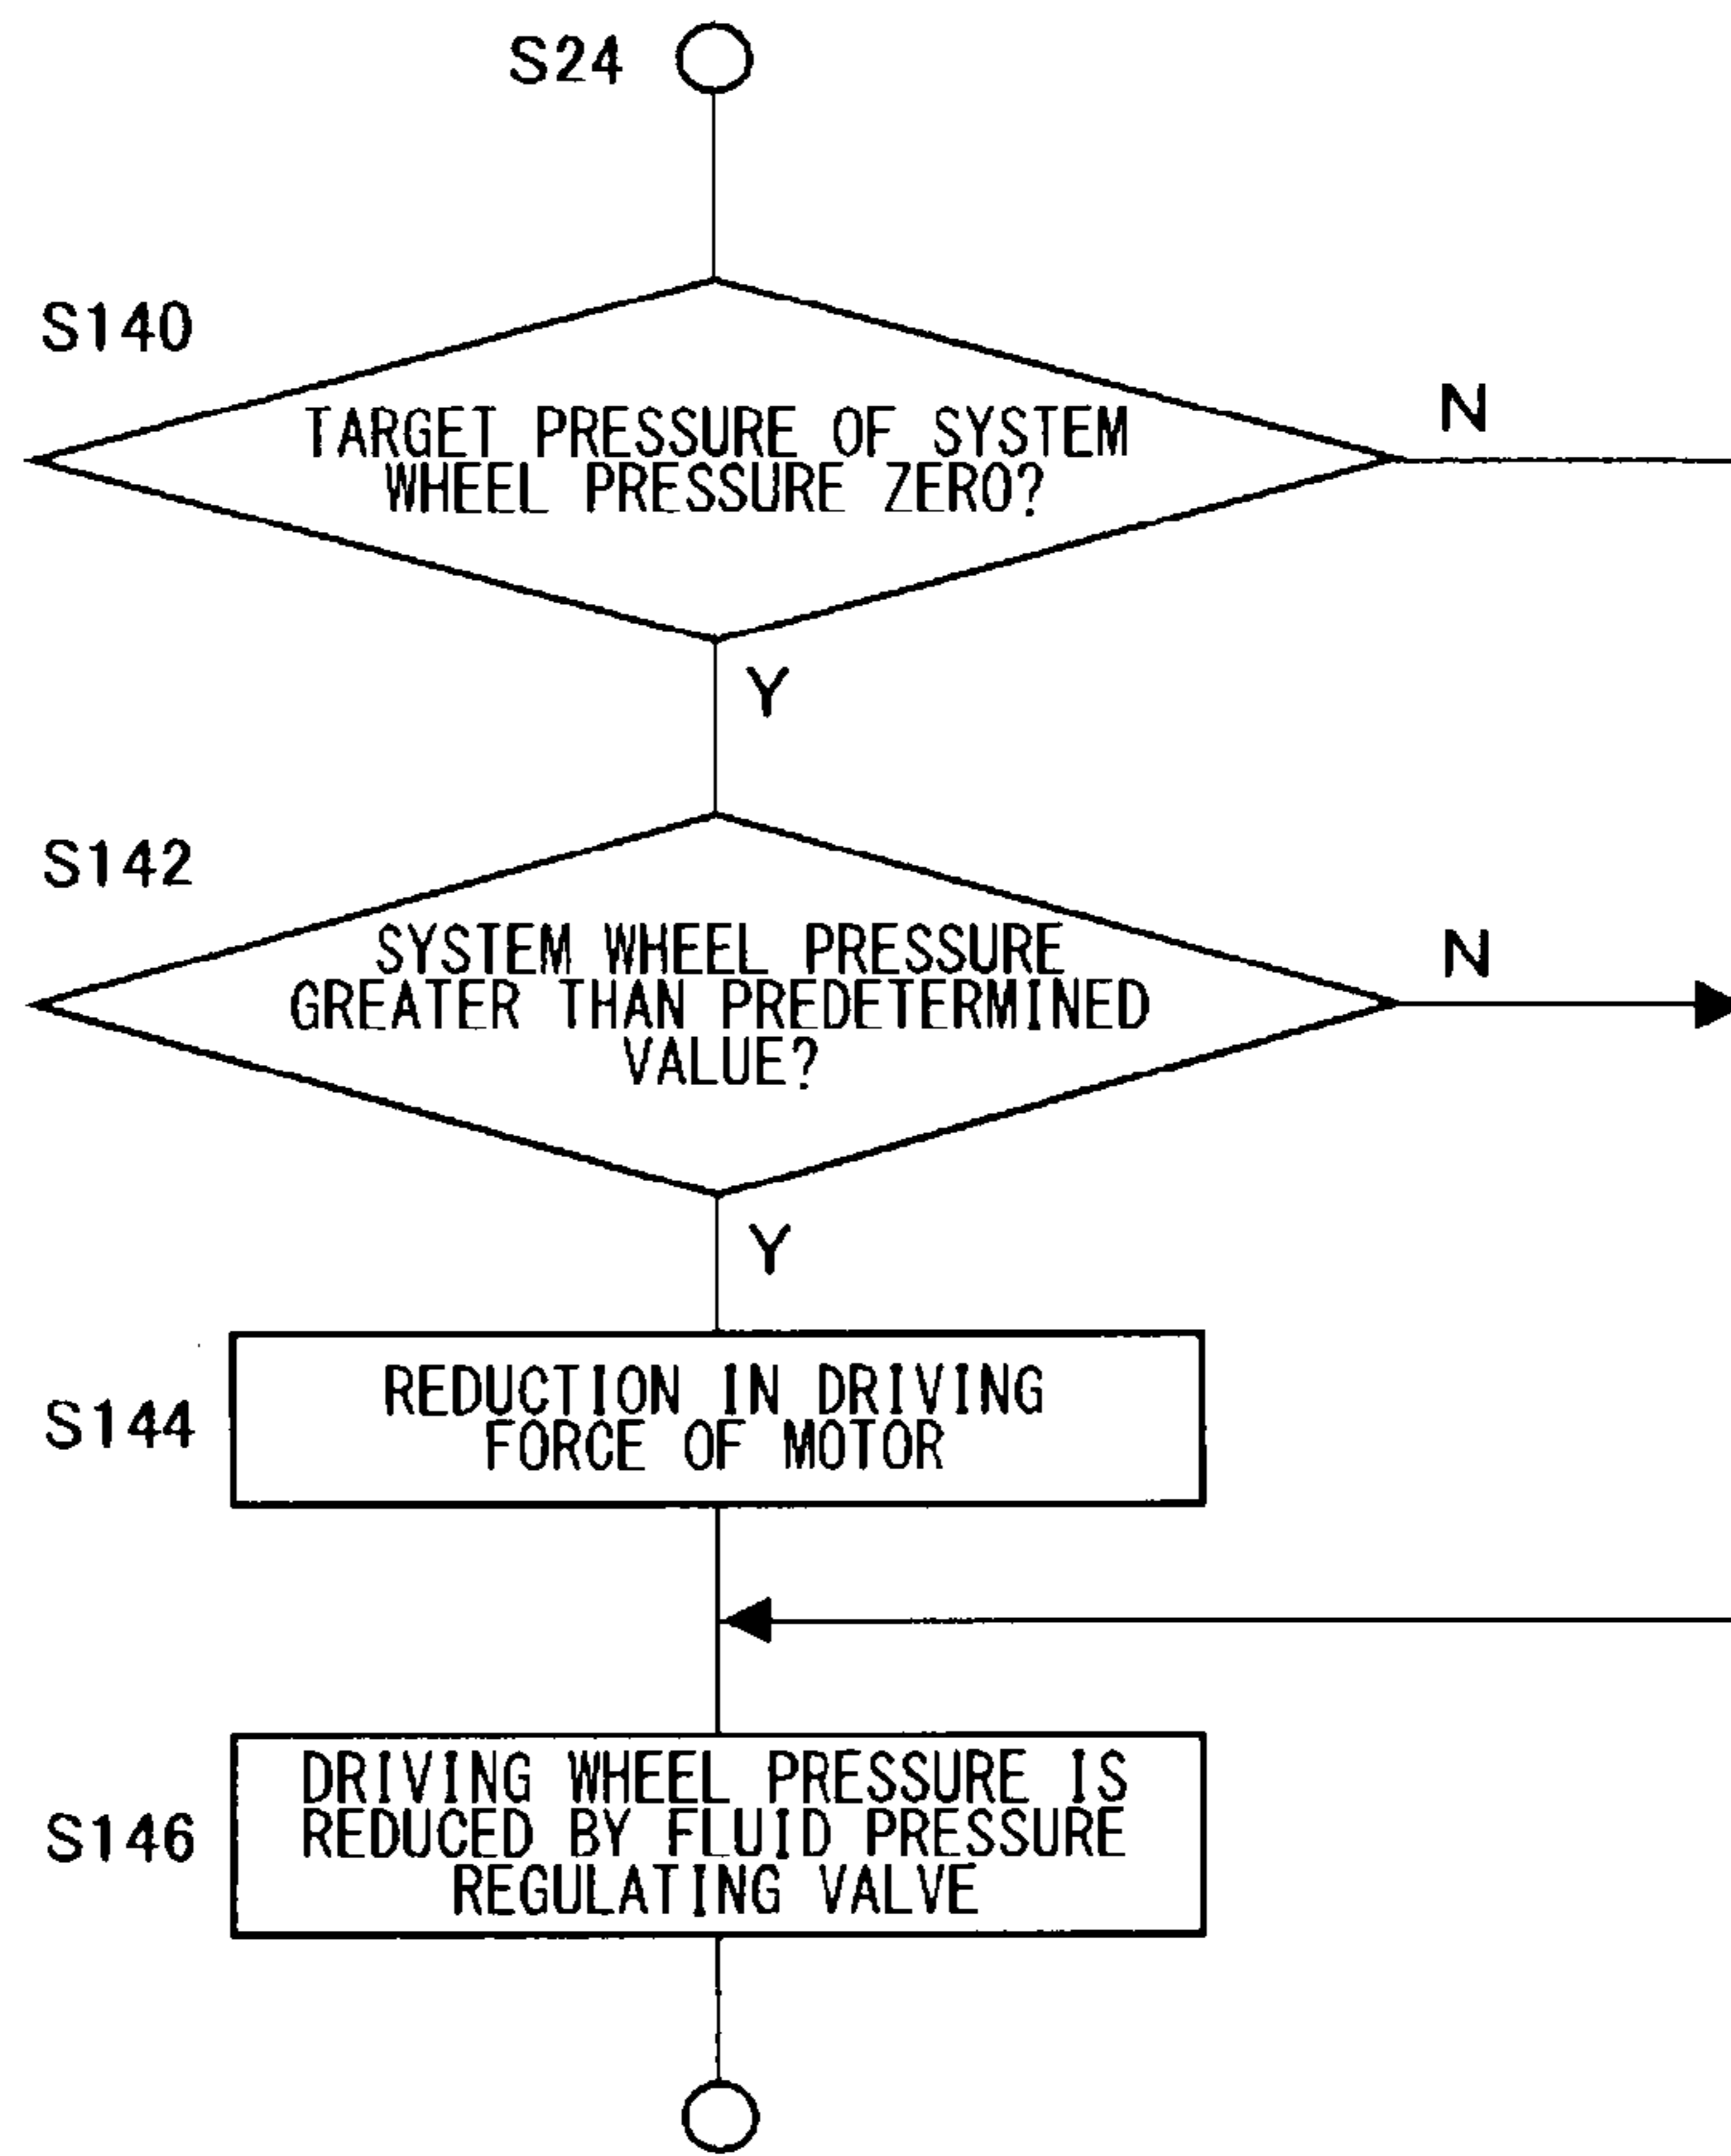 S24
S140
N
TARGET PRESSURE OF SYSTEM
WHEEL PRESSURE ZERO?
Y
S142
N
SYSTEM WHEEL PRESSURE
GREATER THAN PREDETERMINED
VALUE?
Y
S144
REDUCTION IN DRIVING
FORCE OF MOTOR
S146
DRIVING WHEEL PRESSURE IS
REDUCED BY FLUID PRESSURE
REGULATING VALVE